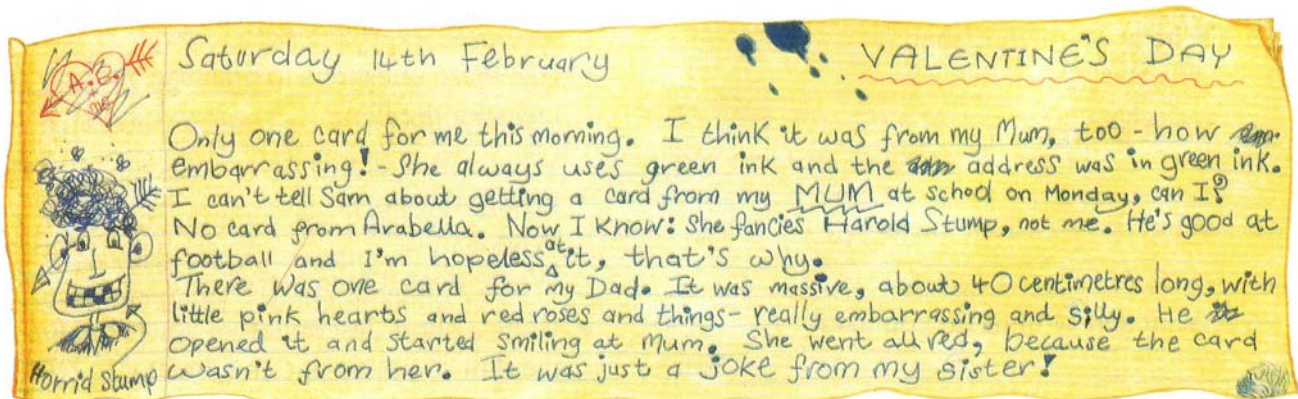 Saturday 14th February
VALENTINE'S DAY
A.B.
+
me
Only one card for me this morning. I think it was from my Mum, too - how
embarrassing! - She always uses green ink and the address was in green ink.
I can't tell Sam about getting a card from my MUM at school on Monday, can I?
No card from Arabella. Now I know: She fancies Harold Stump, not me. He's good at
football and I'm hopeless at it, that's why.
There was one card for my Dad. It was massive, about 40 centimetres long, with
little pink hearts and red roses and things - really embarrassing and silly. He
opened it and started smiling at Mum. She went all red, because the card
wasn't from her. It was just a joke from my sister!
Horrid Stump